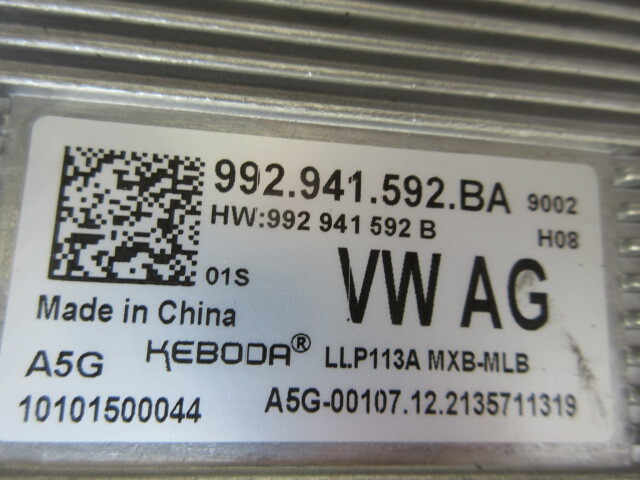 992.941.592.BA 9002
HW:992 941 592 B H08
01S VW AG
Made in China
A5G KEBODA® LLP113A MXB-MLB
10101500044 A5G-00107.12.2135711319